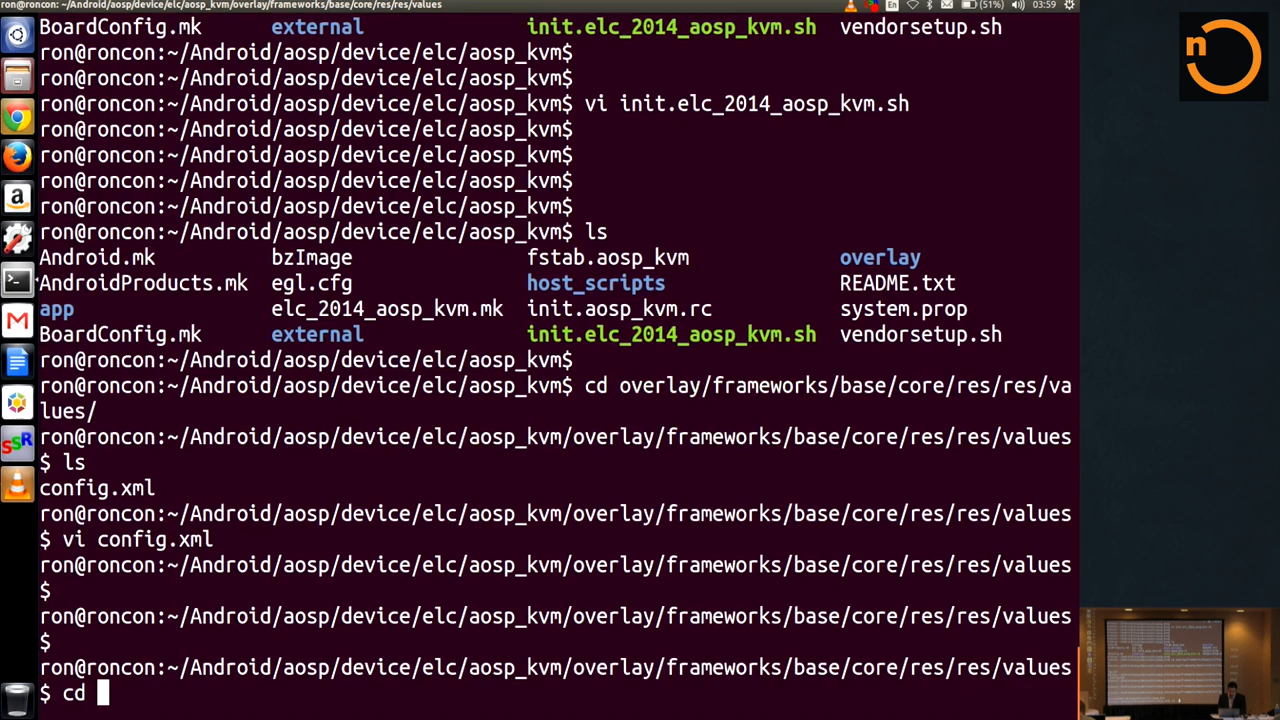 ron@roncon: ~/Android/aosp/device/elc/aosp_kvm/overlay/frameworks/base/core/res/res/values
En
(51%)
03:59
n
BoardConfig.mk external init.elc_2014_aosp_kvm.sh vendorsetup.sh
ron@roncon:~/Android/aosp/device/elc/aosp_kvm$
ron@roncon:~/Android/aosp/device/elc/aosp_kvm$
ron@roncon:~/Android/aosp/device/elc/aosp_kvm$ vi init.elc_2014_aosp_kvm.sh
ron@roncon:~/Android/aosp/device/elc/aosp_kvm$
ron@roncon:~/Android/aosp/device/elc/aosp_kvm$
ron@roncon:~/Android/aosp/device/elc/aosp_kvm$
ron@roncon:~/Android/aosp/device/elc/aosp_kvm$
ron@roncon:~/Android/aosp/device/elc/aosp_kvm$ ls
Android.mk bzImage fstab.aosp_kvm overlay
AndroidProducts.mk egl.cfg host_scripts README.txt
app elc_2014_aosp_kvm.mk init.aosp_kvm.rc system.prop
BoardConfig.mk external init.elc_2014_aosp_kvm.sh vendorsetup.sh
ron@roncon:~/Android/aosp/device/elc/aosp_kvm$
ron@roncon:~/Android/aosp/device/elc/aosp_kvm$ cd overlay/frameworks/base/core/res/res/va
lues/
ron@roncon:~/Android/aosp/device/elc/aosp_kvm/overlay/frameworks/base/core/res/res/values
$ ls
config.xml
ron@roncon:~/Android/aosp/device/elc/aosp_kvm/overlay/frameworks/base/core/res/res/values
$ vi config.xml
ron@roncon:~/Android/aosp/device/elc/aosp_kvm/overlay/frameworks/base/core/res/res/values
$
ron@roncon:~/Android/aosp/device/elc/aosp_kvm/overlay/frameworks/base/core/res/res/values
$
ron@roncon:~/Android/aosp/device/elc/aosp_kvm/overlay/frameworks/base/core/res/res/values
$ cd
SSR